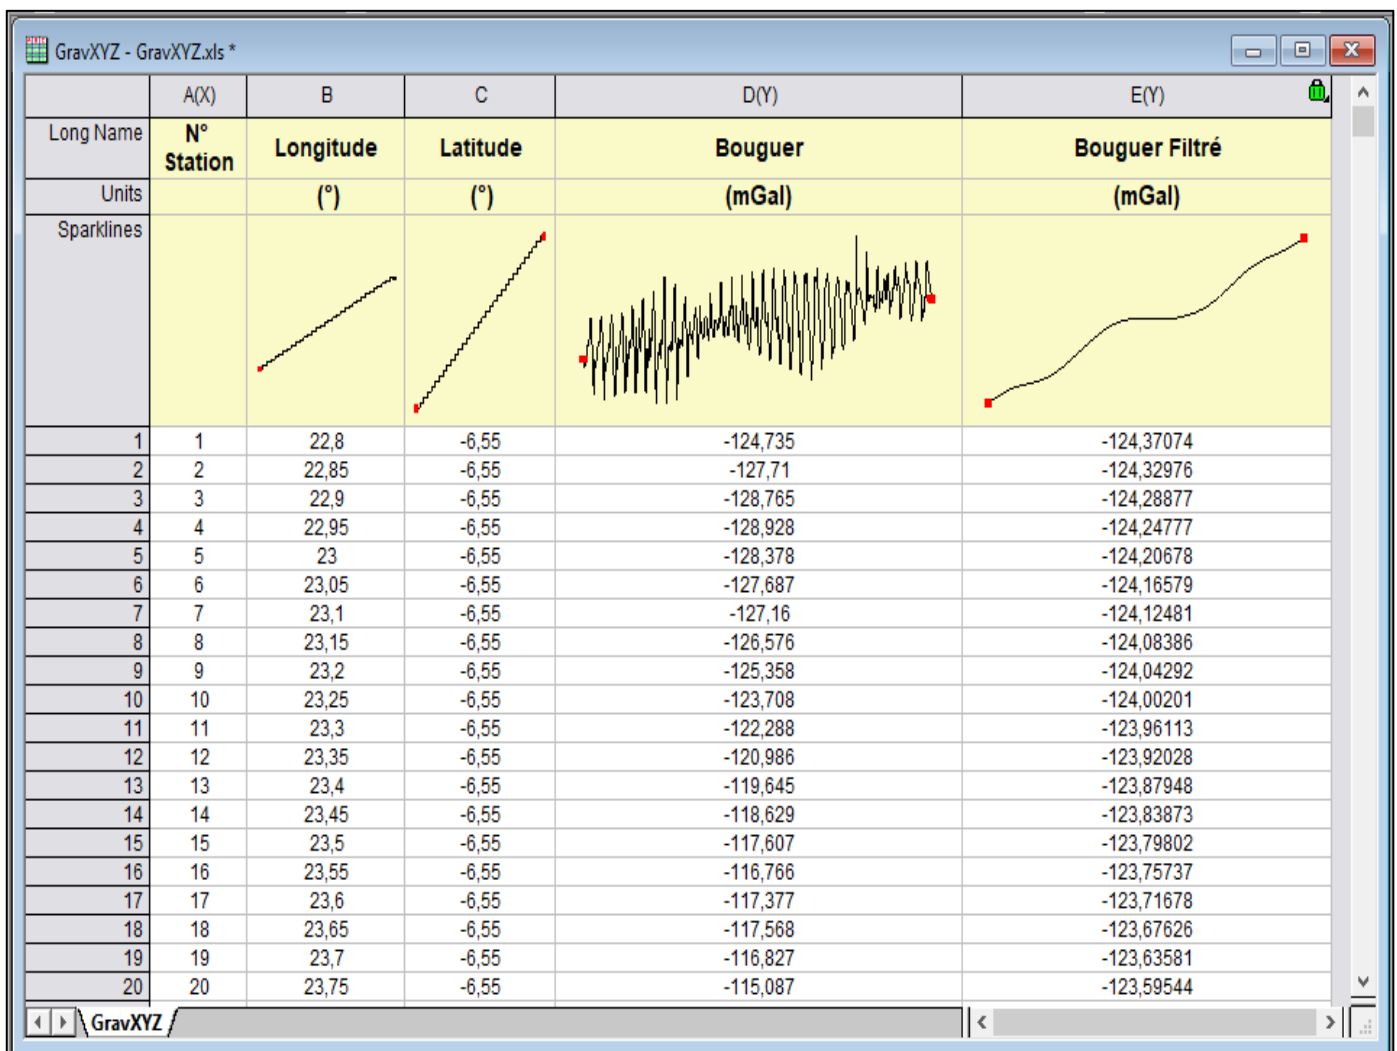 GravXYZ - GravXYZ.xls *
A(X) B C D(Y) E(Y)
Long Name N° Station Longitude Latitude Bouguer Bouguer Filtré
Units (°) (°) (mGal) (mGal)
Sparklines
1 1 22,8 -6,55 -124,735 -124,37074
2 2 22,85 -6,55 -127,71 -124,32976
3 3 22,9 -6,55 -128,765 -124,28877
4 4 22,95 -6,55 -128,928 -124,24777
5 5 23 -6,55 -128,378 -124,20678
6 6 23,05 -6,55 -127,687 -124,16579
7 7 23,1 -6,55 -127,16 -124,12481
8 8 23,15 -6,55 -126,576 -124,08386
9 9 23,2 -6,55 -125,358 -124,04292
10 10 23,25 -6,55 -123,708 -124,00201
11 11 23,3 -6,55 -122,288 -123,96113
12 12 23,35 -6,55 -120,986 -123,92028
13 13 23,4 -6,55 -119,645 -123,87948
14 14 23,45 -6,55 -118,629 -123,83873
15 15 23,5 -6,55 -117,607 -123,79802
16 16 23,55 -6,55 -116,766 -123,75737
17 17 23,6 -6,55 -117,377 -123,71678
18 18 23,65 -6,55 -117,568 -123,67626
19 19 23,7 -6,55 -116,827 -123,63581
20 20 23,75 -6,55 -115,087 -123,59544
GravXYZ